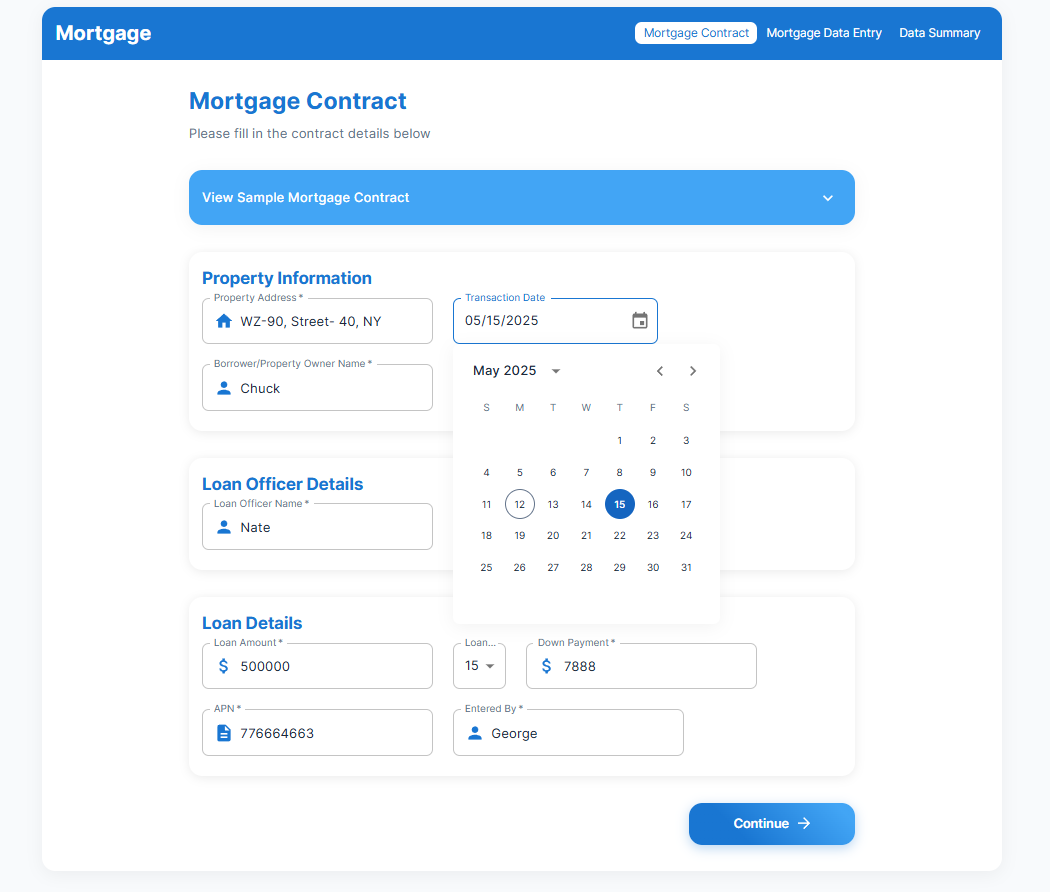 Mortgage
Mortgage Contract Mortgage Data Entry Data Summary
Mortgage Contract
Please fill in the contract details below
View Sample Mortgage Contract
Property Information
Property Address *
WZ-90, Street- 40, NY
Transaction Date
05/15/2025
Borrower/Property Owner Name *
Chuck
May 2025
S M T W T F S
1 2 3
4 5 6 7 8 9 10
11 12 13 14 15 16 17
18 19 20 21 22 23 24
25 26 27 28 29 30 31
Loan Officer Details
Loan Officer Name *
Nate
Loan Details
Loan Amount *
$ 500000
Loan...
15
Down Payment *
$ 7888
APN *
776664663
Entered By *
George
Continue →